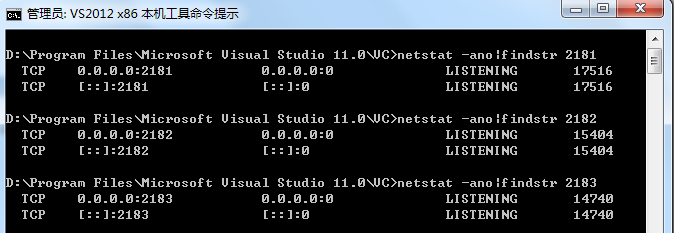 管理员: VS2012 x86 本机工具命令提示
D:\Program Files\Microsoft Visual Studio 11.0\VC>netstat -ano|findstr 2181
TCP 0.0.0.0:2181 0.0.0.0:0 LISTENING 17516
TCP [::]:2181 [::]:0 LISTENING 17516
D:\Program Files\Microsoft Visual Studio 11.0\VC>netstat -ano|findstr 2182
TCP 0.0.0.0:2182 0.0.0.0:0 LISTENING 15404
TCP [::]:2182 [::]:0 LISTENING 15404
D:\Program Files\Microsoft Visual Studio 11.0\VC>netstat -ano|findstr 2183
TCP 0.0.0.0:2183 0.0.0.0:0 LISTENING 14740
TCP [::]:2183 [::]:0 LISTENING 14740